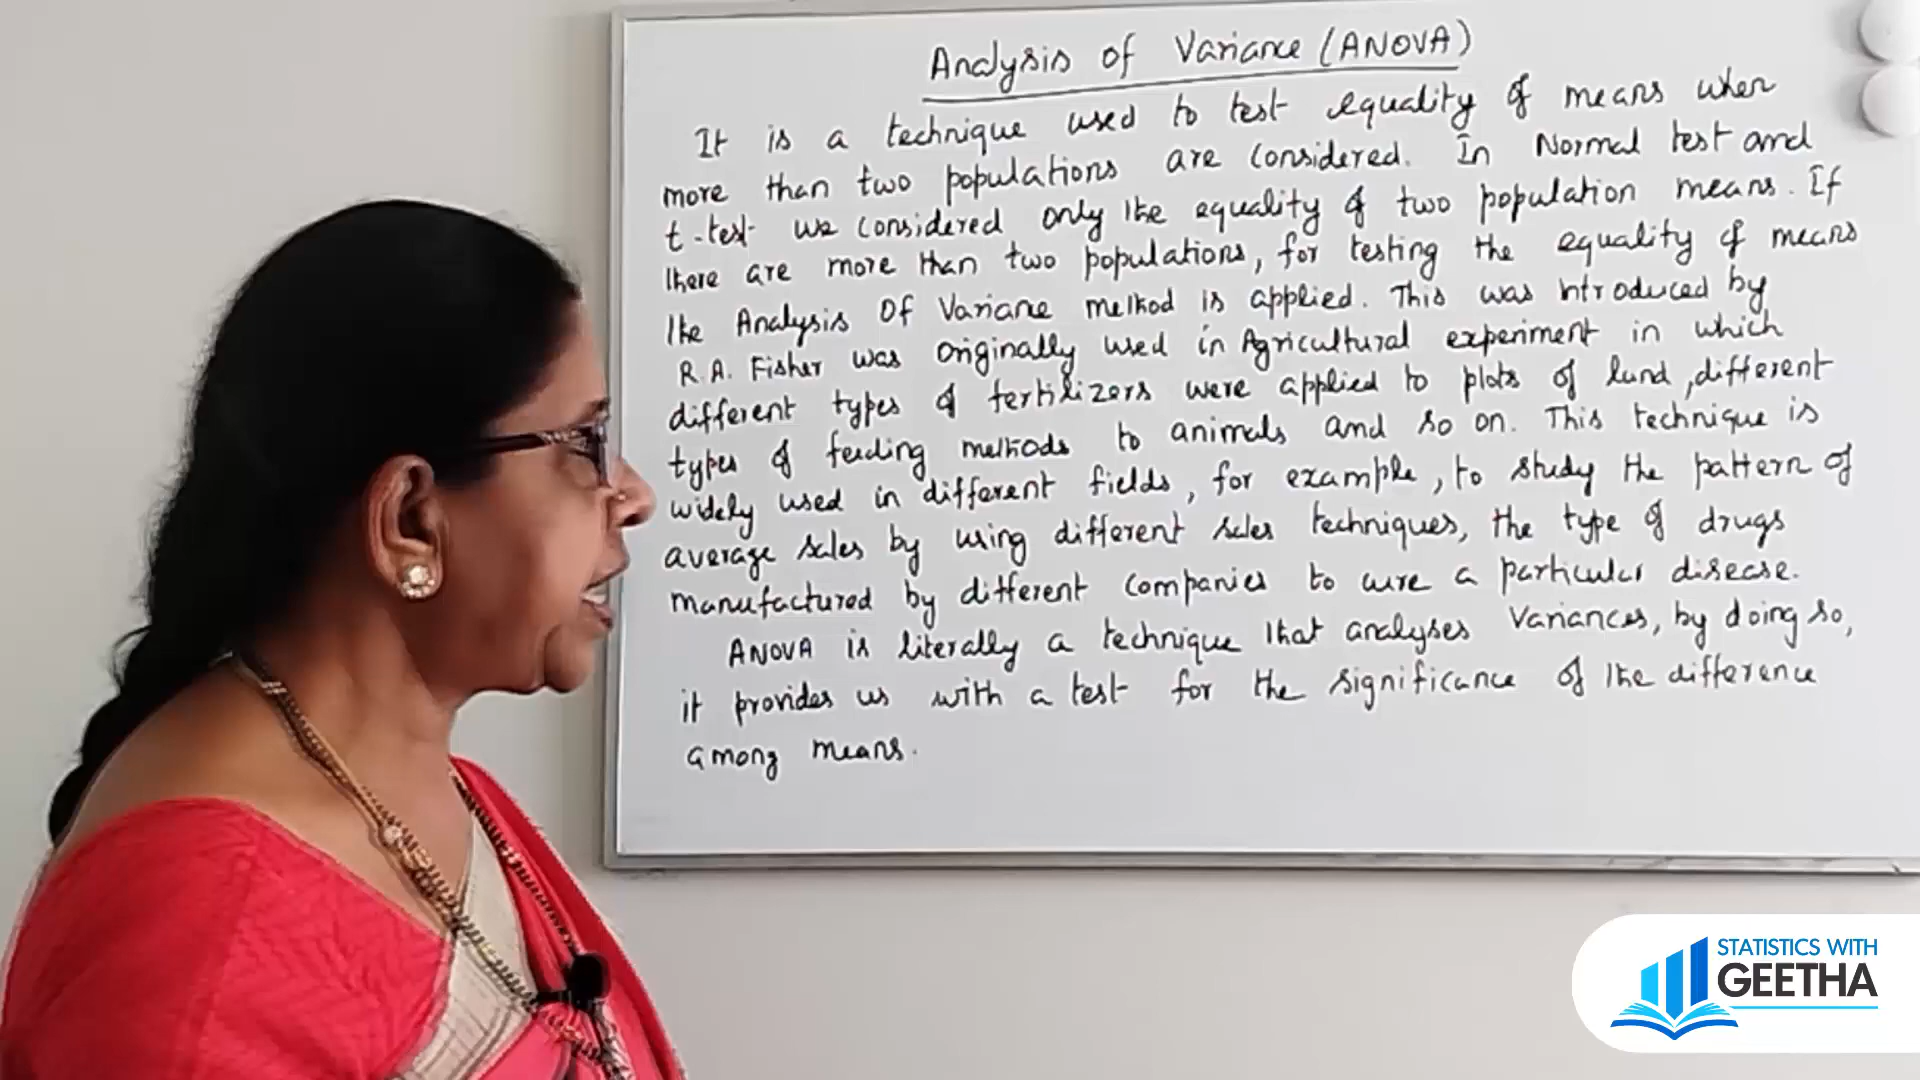 Analysis of Variance (ANOVA)
It is a technique used to test equality of means when
more than two populations are considered. In Normal test and
t-test we considered only the equality of two population means. If
there are more than two populations, for testing the equality of means
the Analysis Of Variance method is applied. This was ntroduced by
R.A. Fisher was originally used in Agricultural experiment in which
different types of fertilizers were applied to plots of land, different
types of feeding methods to animals and so on. This technique is
widely used in different fields, for example, to study the pattern of
average sales by using different sales techniques, the type of drugs
manufactured by different companies to cure a particular disease.
ANOVA is literally a technique that analyses Variances, by doing so,
it provides us with a test for the significance of the difference
among means.
STATISTICS WITH
GEETHA